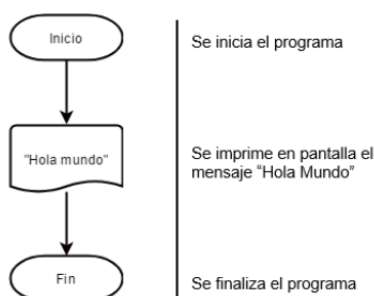 Inicio
Se inicia el programa
"Hola mundo"
Se imprime en pantalla el
mensaje “Hola Mundo”
Fin
Se finaliza el programa